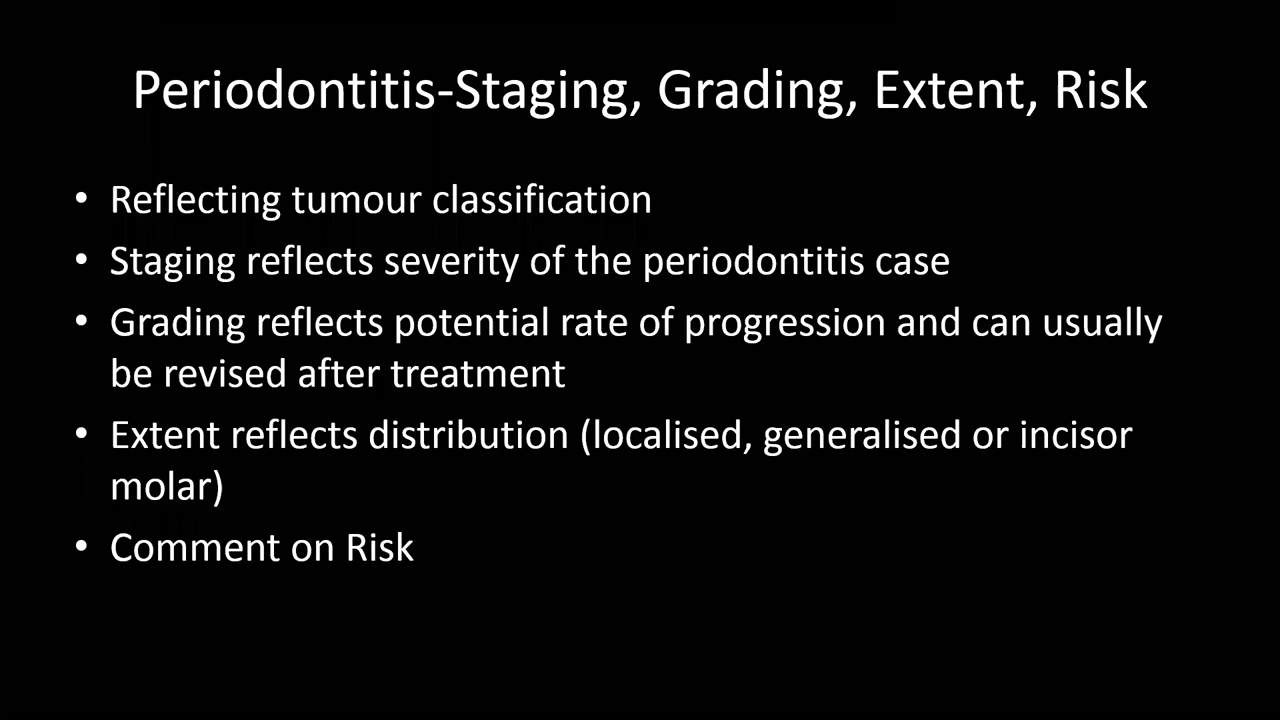 Periodontitis-Staging, Grading, Extent, Risk
• Reflecting tumour classification
• Staging reflects severity of the periodontitis case
• Grading reflects potential rate of progression and can usually
be revised after treatment
• Extent reflects distribution (localised, generalised or incisor
molar)
• Comment on Risk